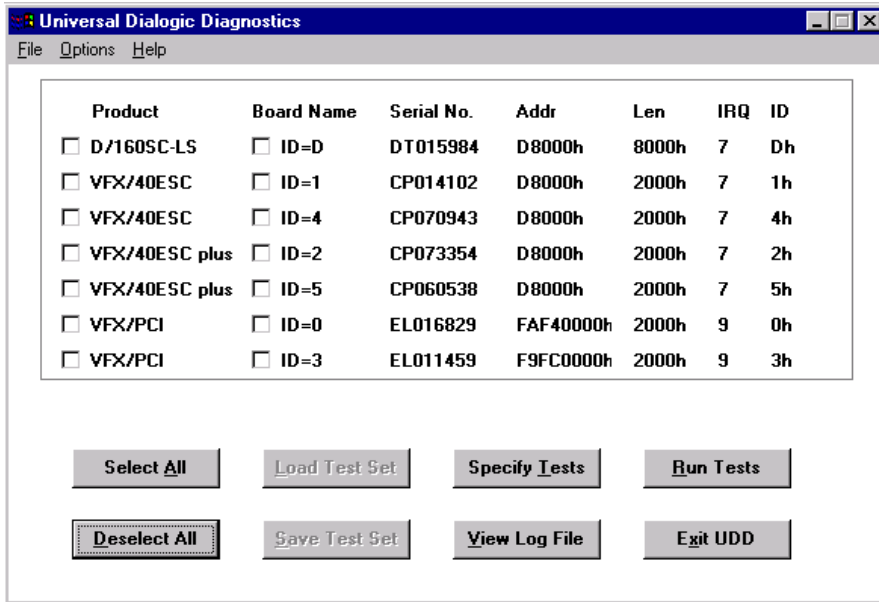 Universal Dialogic Diagnostics
File Options Help
Product Board Name Serial No. Addr Len IRQ ID
D/160SC-LS ID=D DT015984 D8000h 8000h 7 Dh
VFX/40ESC ID=1 CP014102 D8000h 2000h 7 1h
VFX/40ESC ID=4 CP070943 D8000h 2000h 7 4h
VFX/40ESC plus ID=2 CP073354 D8000h 2000h 7 2h
VFX/40ESC plus ID=5 CP060538 D8000h 2000h 7 5h
VFX/PCI ID=0 EL016829 FAF40000h 2000h 9 0h
VFX/PCI ID=3 EL011459 F9FC0000h 2000h 9 3h
Select All Load Test Set Specify Tests Run Tests
Deselect All Save Test Set View Log File Exit UDD